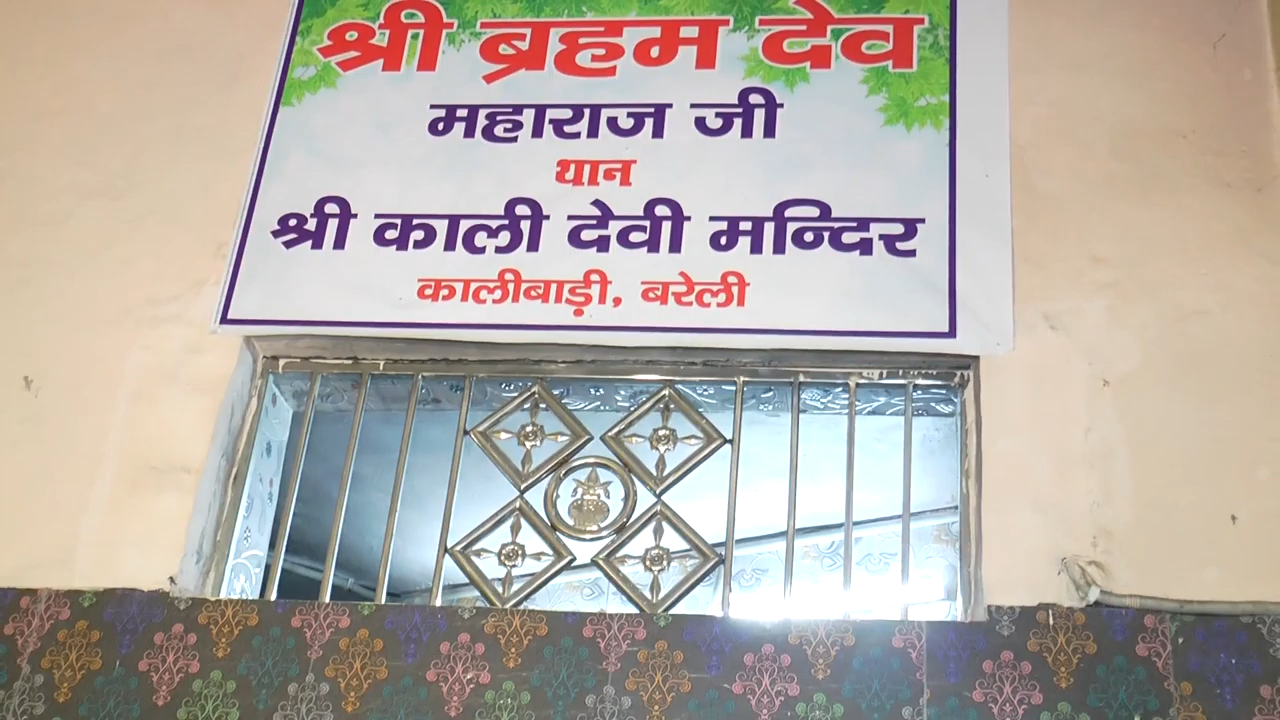 श्री ब्रहम देव
महाराज जी
थान
श्री काली देवी मन्दिर
कालीबाड़ी, बरेली